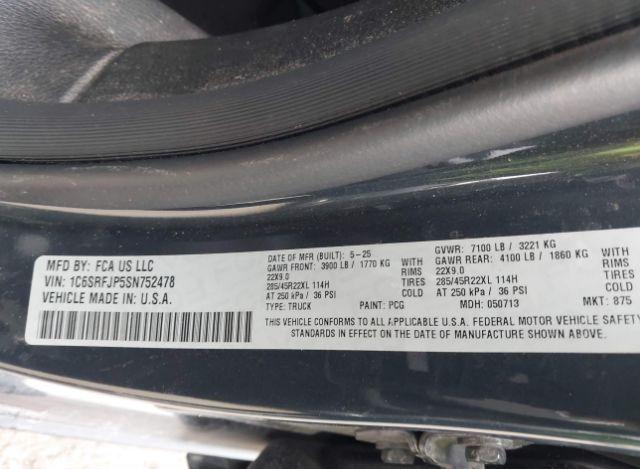 MFD BY: FCA US LLC
VIN: 1C6SRFJP5SN752478
VEHICLE MADE IN U.S.A.
DATE OF MFR (BUILT): 5-25
GAWR FRONT: 3900 LB / 1770 KG WITH
22X9.0 TIRES
285/45R22XL 114H RIMS
AT 250 kPa / 36 PSI
TYPE: TRUCK PAINT: PCG
GVWR: 7100 LB / 3221 KG
GAWR REAR: 4100 LB / 1860 KG WITH
22X9.0
285/45R22XL 114H
AT 250 kPa / 36 PSI
MDH: 050713 MKT: 875
THIS VEHICLE CONFORMS TO ALL APPLICABLE U.S.A. FEDERAL MOTOR VEHICLE SAFETY
STANDARDS IN EFFECT ON THE DATE OF MANUFACTURE SHOWN ABOVE.